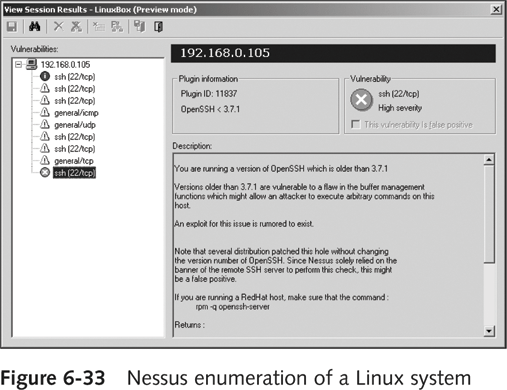 View Session Results - LinuxBox (Preview mode)
Vulnerabilities:
192.168.0.105
ssh (22/tcp)
ssh (22/tcp)
ssh (22/tcp)
general/icmp
general/udp
ssh (22/tcp)
ssh (22/tcp)
general/tcp
ssh (22/tcp)
192.168.0.105
Plugin information
Plugin ID: 11837
OpenSSH < 3.7.1
Vulnerability
ssh (22/tcp)
High severity
This vulnerability is false positive
Description:
You are running a version of OpenSSH which is older than 3.7.1
Versions older than 3.7.1 are vulnerable to a flaw in the buffer management
functions which might allow an attacker to execute arbitrary commands on this
host.
An exploit for this issue is rumored to exist.
Note that several distribution patched this hole without changing
the version number of OpenSSH. Since Nessus solely relied on the
banner of the remote SSH server to perform this check, this might
be a false positive.
If you are running a RedHat host, make sure that the command :
rpm -q openssh-server
Returns :
Figure 6-33 Nessus enumeration of a Linux system